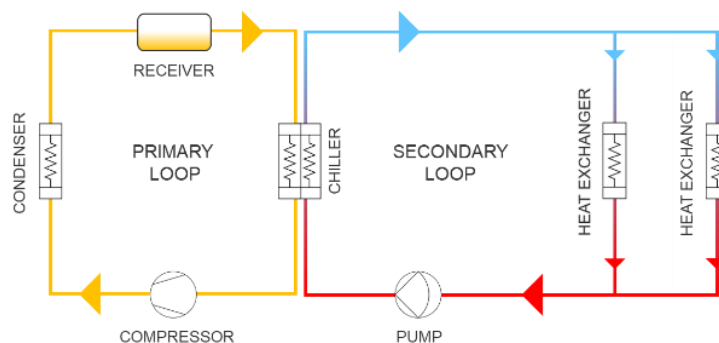 RECEIVER
CONDENSER
PRIMARY
LOOP
CHILLER
SECONDARY
LOOP
HEAT EXCHANGER
HEAT EXCHANGER
COMPRESSOR
PUMP